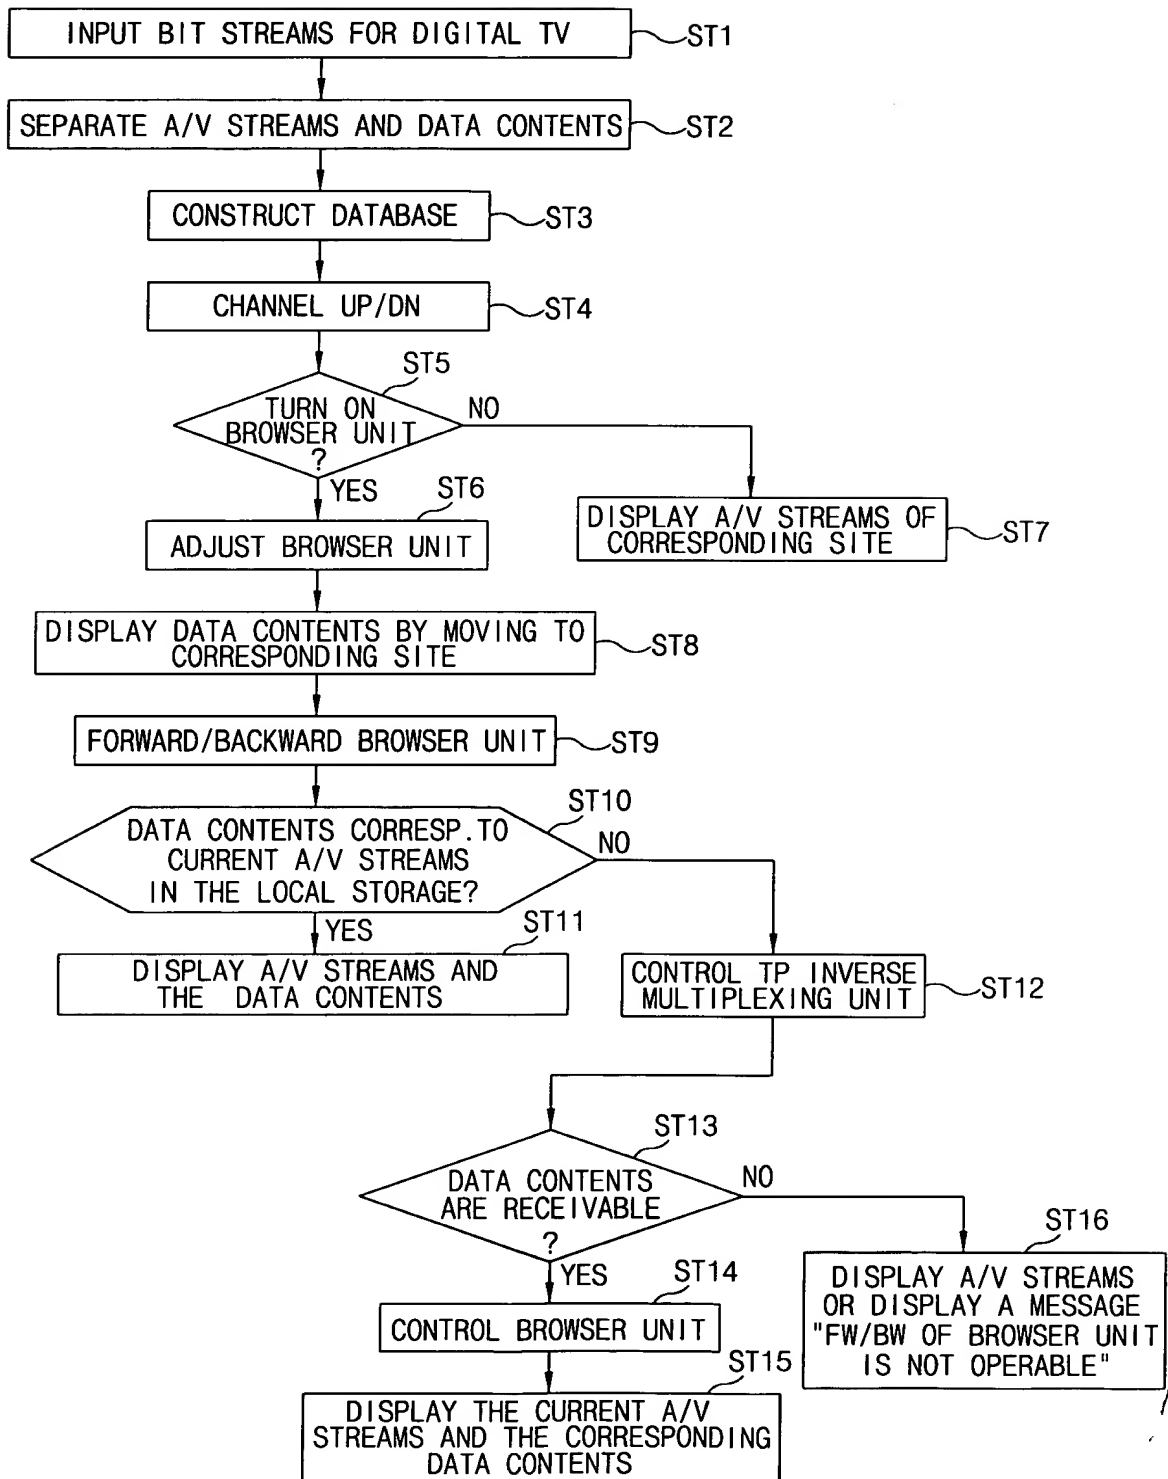 INPUT BIT STREAMS FOR DIGITAL TV
ST1
SEPARATE A/V STREAMS AND DATA CONTENTS
ST2
CONSTRUCT DATABASE
ST3
CHANNEL UP/DN
ST4
ST5
TURN ON
BROWSER UNIT
?
NO
YES
ST6
ADJUST BROWSER UNIT
DISPLAY A/V STREAMS OF
CORRESPONDING SITE
ST7
DISPLAY DATA CONTENTS BY MOVING TO
CORRESPONDING SITE
ST8
FORWARD/BACKWARD BROWSER UNIT
ST9
ST10
DATA CONTENTS CORRESP.TO
CURRENT A/V STREAMS
IN THE LOCAL STORAGE?
NO
YES
ST11
DISPLAY A/V STREAMS AND
THE DATA CONTENTS
CONTROL TP INVERSE
MULTIPLEXING UNIT
ST12
ST13
DATA CONTENTS
ARE RECEIVABLE
?
NO
YES
ST14
CONTROL BROWSER UNIT
ST16
DISPLAY A/V STREAMS
OR DISPLAY A MESSAGE
"FW/BW OF BROWSER UNIT
IS NOT OPERABLE"
ST15
DISPLAY THE CURRENT A/V
STREAMS AND THE CORRESPONDING
DATA CONTENTS